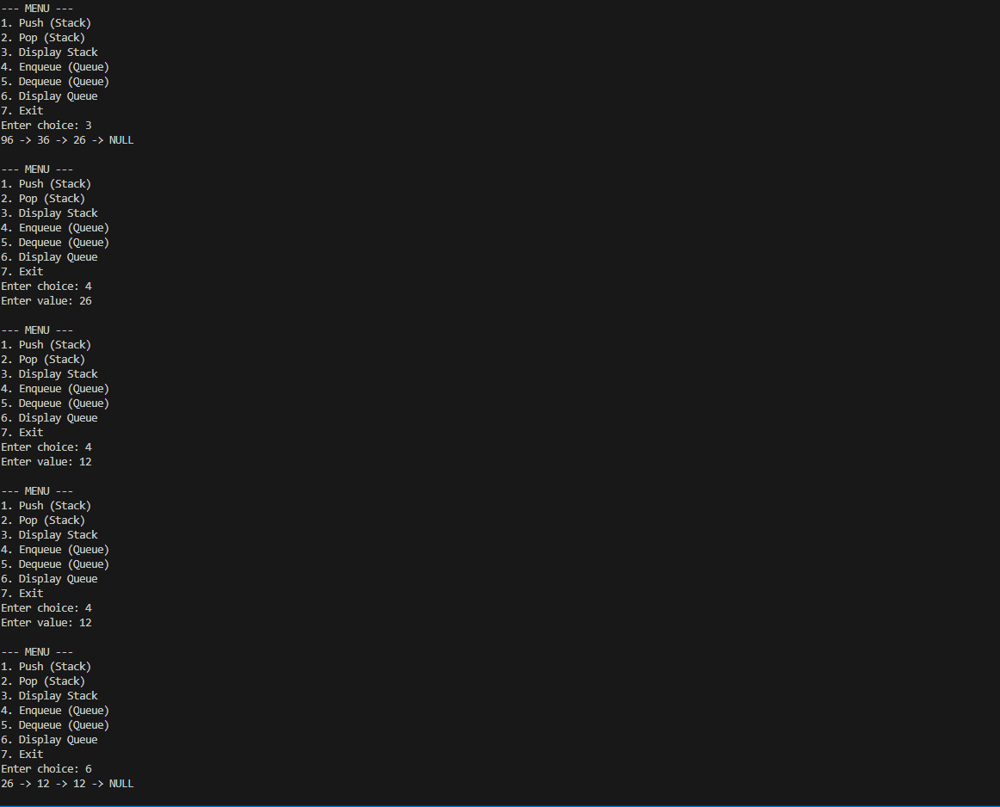 --- MENU ---
1. Push (Stack)
2. Pop (Stack)
3. Display Stack
4. Enqueue (Queue)
5. Dequeue (Queue)
6. Display Queue
7. Exit
Enter choice: 3
96 -> 36 -> 26 -> NULL

--- MENU ---
1. Push (Stack)
2. Pop (Stack)
3. Display Stack
4. Enqueue (Queue)
5. Dequeue (Queue)
6. Display Queue
7. Exit
Enter choice: 4
Enter value: 26

--- MENU ---
1. Push (Stack)
2. Pop (Stack)
3. Display Stack
4. Enqueue (Queue)
5. Dequeue (Queue)
6. Display Queue
7. Exit
Enter choice: 4
Enter value: 12

--- MENU ---
1. Push (Stack)
2. Pop (Stack)
3. Display Stack
4. Enqueue (Queue)
5. Dequeue (Queue)
6. Display Queue
7. Exit
Enter choice: 4
Enter value: 12

--- MENU ---
1. Push (Stack)
2. Pop (Stack)
3. Display Stack
4. Enqueue (Queue)
5. Dequeue (Queue)
6. Display Queue
7. Exit
Enter choice: 6
26 -> 12 -> 12 -> NULL